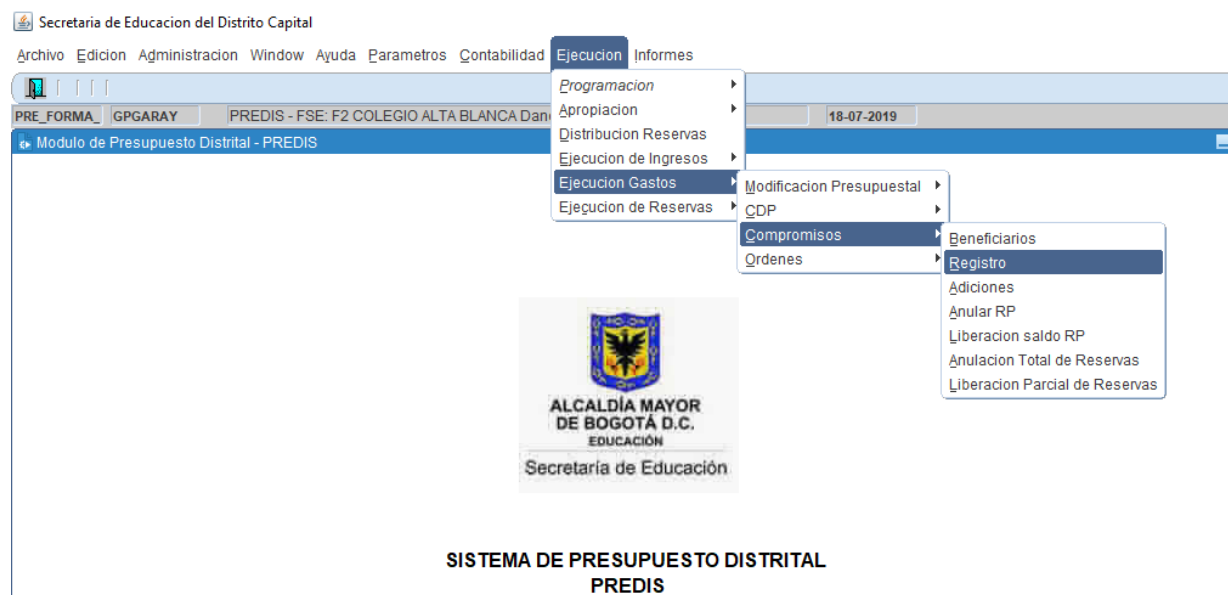 Secretaria de Educacion del Distrito Capital
Archivo Edicion Administracion Window Ayuda Parametros Contabilidad Ejecucion Informes
Programacion
Apropiacion
PRE_FORMA_ GPGARAY PREDIS - FSE: F2 COLEGIO ALTA BLANCA 18-07-2019
Distribucion Reservas
Modulo de Presupuesto Distrital - PREDIS
Ejecucion de Ingresos
Ejecucion Gastos
Ejecucion de Reservas
Modificacion Presupuestal
CDP
Compromisos
Ordenes
Beneficiarios
Registro
Adiciones
Anular RP
Liberacion saldo RP
Anulacion Total de Reservas
Liberacion Parcial de Reservas
ALCALDÍA MAYOR
DE BOGOTÁ D.C.
EDUCACIÓN
Secretaría de Educación
SISTEMA DE PRESUPUESTO DISTRITAL
PREDIS